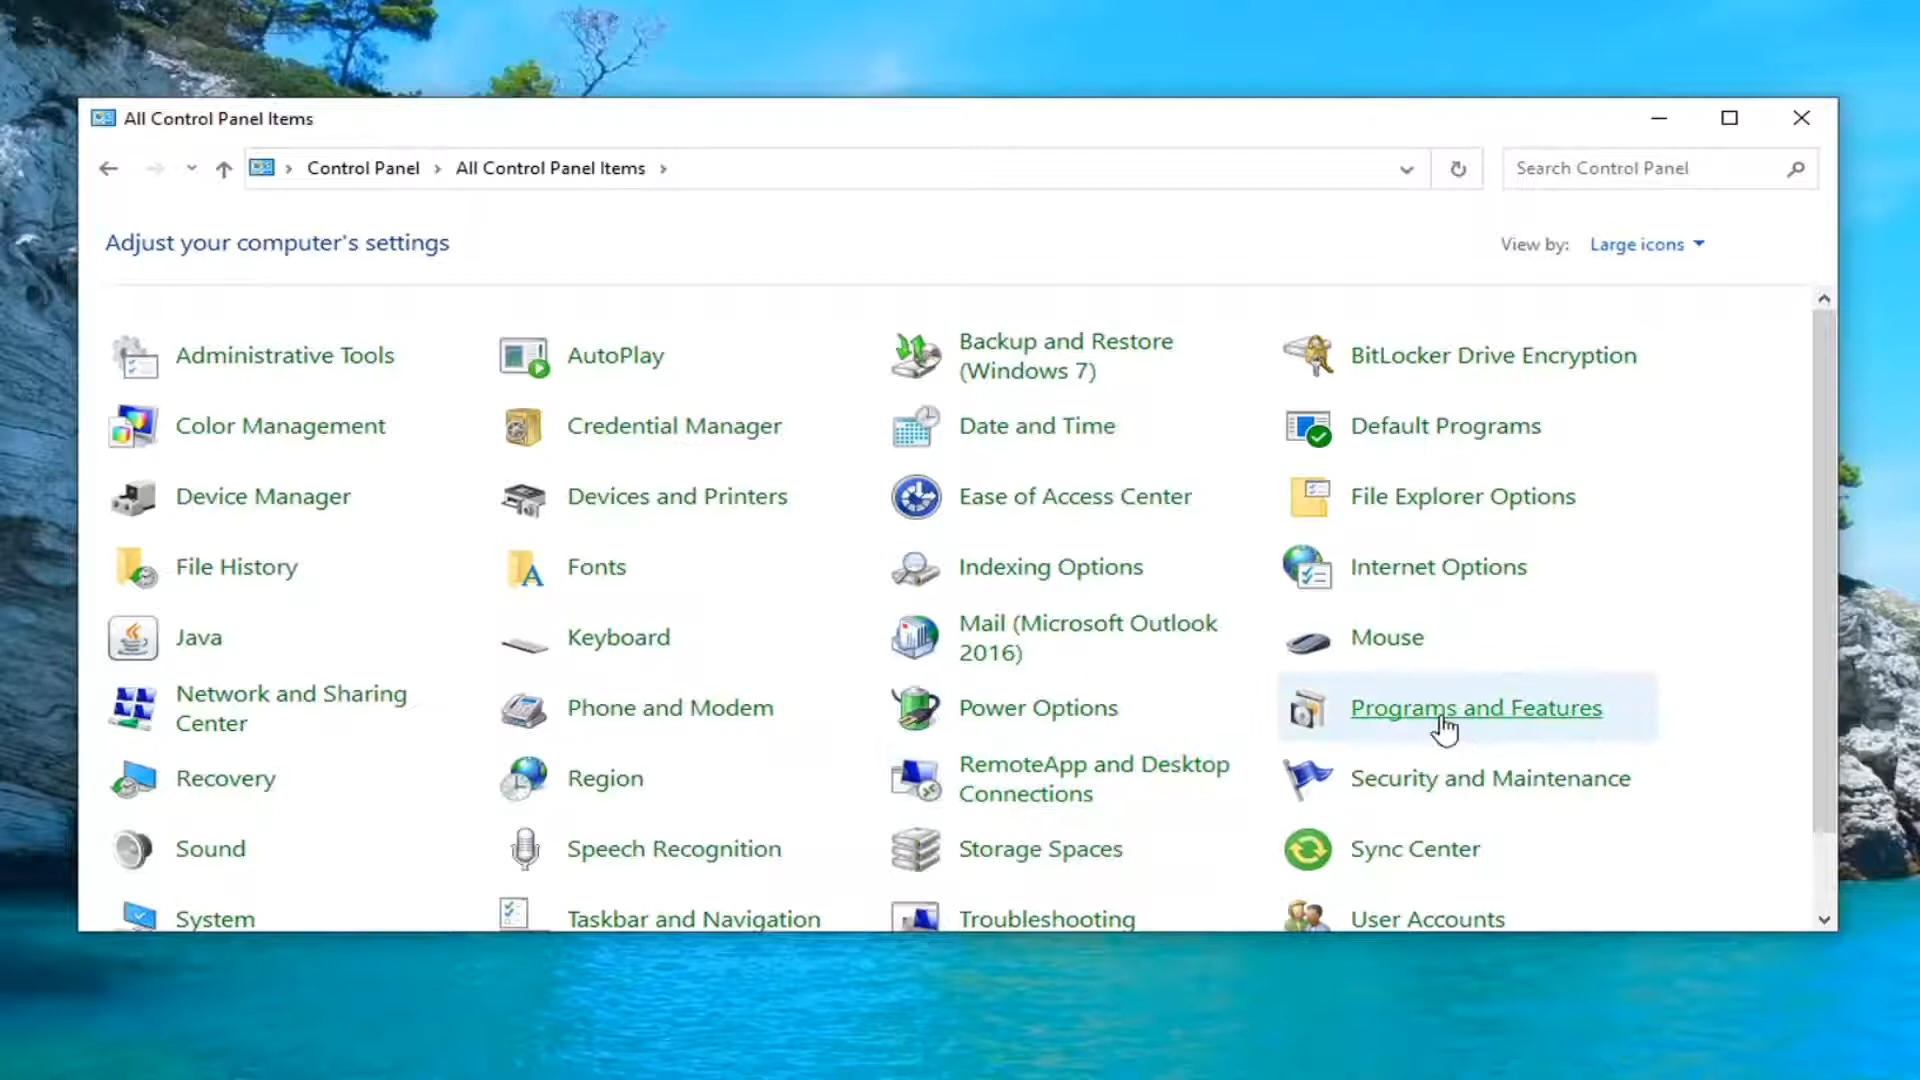 All Control Panel Items
Control Panel All Control Panel Items
Search Control Panel
Adjust your computer's settings
View by: Large icons
Administrative Tools
AutoPlay
Backup and Restore
(Windows 7)
BitLocker Drive Encryption
Color Management
Credential Manager
Date and Time
Default Programs
Device Manager
Devices and Printers
Ease of Access Center
File Explorer Options
File History
Fonts
Indexing Options
Internet Options
Java
Keyboard
Mail (Microsoft Outlook
2016)
Mouse
Network and Sharing
Center
Phone and Modem
Power Options
Programs and Features
Recovery
Region
RemoteApp and Desktop
Connections
Security and Maintenance
Sound
Speech Recognition
Storage Spaces
Sync Center
System
Taskbar and Navigation
Troubleshooting
User Accounts